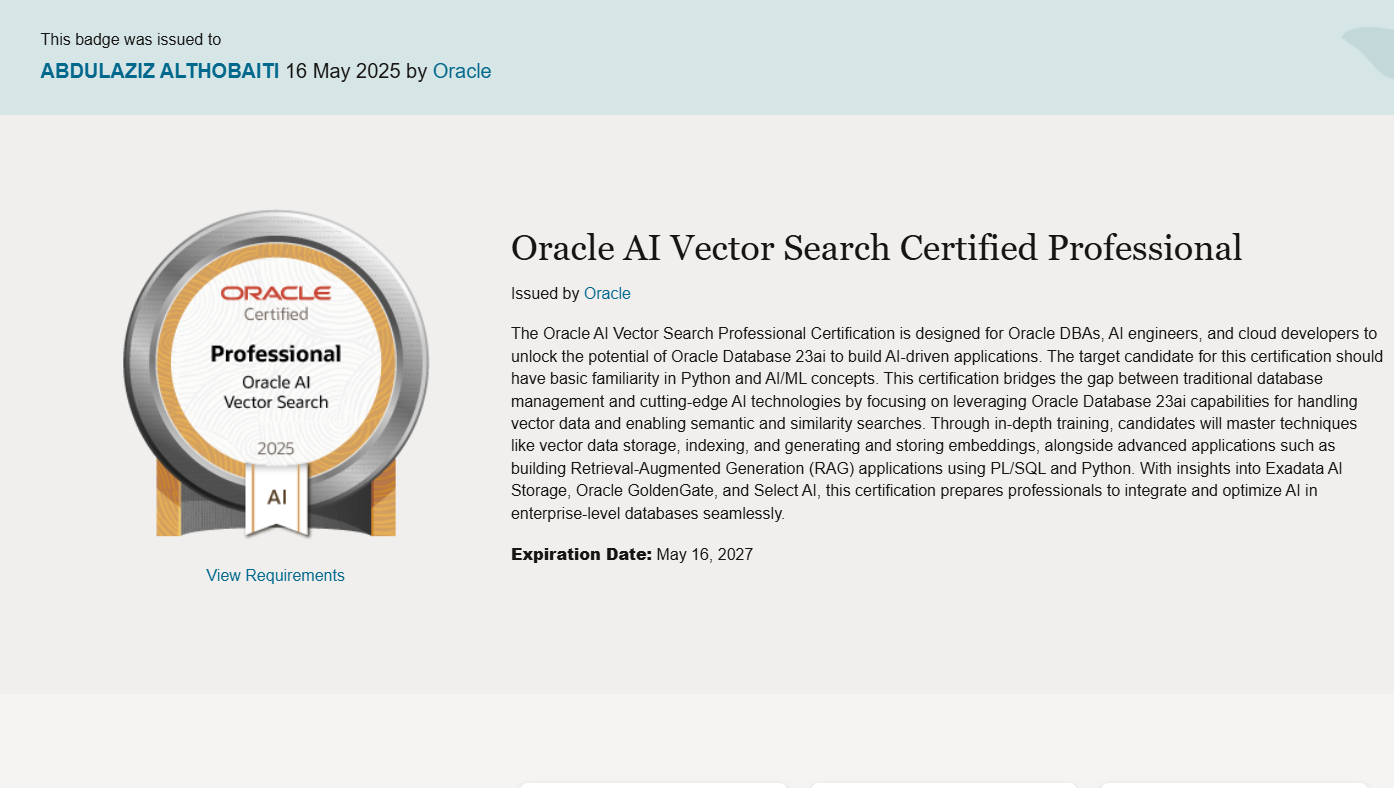 This badge was issued to
ABDULAZIZ ALTHOBAITI 16 May 2025 by Oracle
ORACLE
Certified
Professional
Oracle AI
Vector Search
2025
AI
View Requirements
Oracle AI Vector Search Certified Professional
Issued by Oracle
The Oracle AI Vector Search Professional Certification is designed for Oracle DBAs, AI engineers, and cloud developers to
unlock the potential of Oracle Database 23ai to build AI-driven applications. The target candidate for this certification should
have basic familiarity in Python and AI/ML concepts. This certification bridges the gap between traditional database
management and cutting-edge AI technologies by focusing on leveraging Oracle Database 23ai capabilities for handling
vector data and enabling semantic and similarity searches. Through in-depth training, candidates will master techniques
like vector data storage, indexing, and generating and storing embeddings, alongside advanced applications such as
building Retrieval-Augmented Generation (RAG) applications using PL/SQL and Python. With insights into Exadata AI
Storage, Oracle GoldenGate, and Select AI, this certification prepares professionals to integrate and optimize AI in
enterprise-level databases seamlessly.
Expiration Date: May 16, 2027